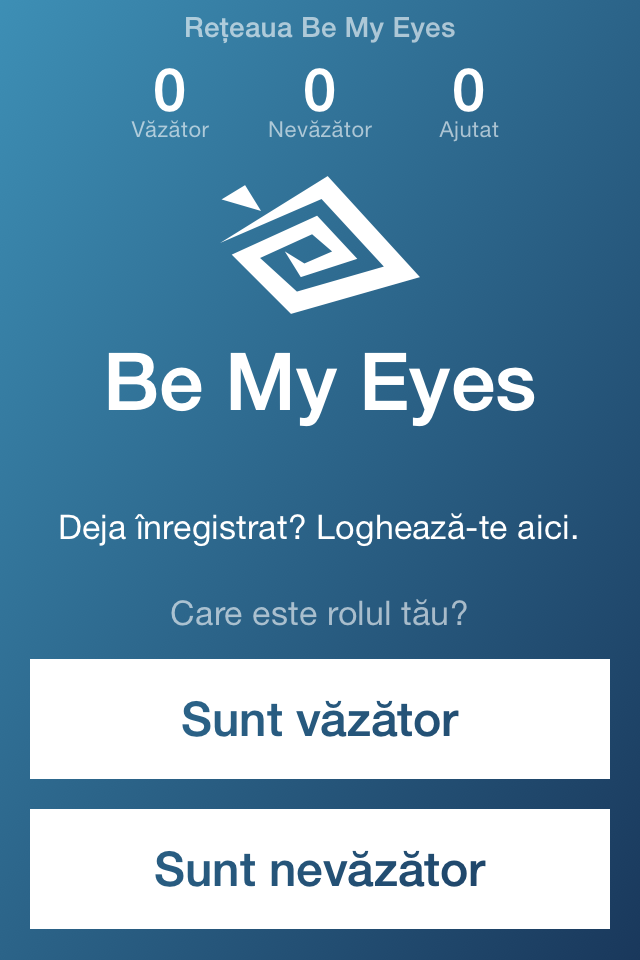 Rețeaua Be My Eyes
0 0 0
Văzător Nevăzător Ajutat
Be My Eyes
Deja înregistrat? Loghează-te aici.
Care este rolul tău?
Sunt văzător
Sunt nevăzător